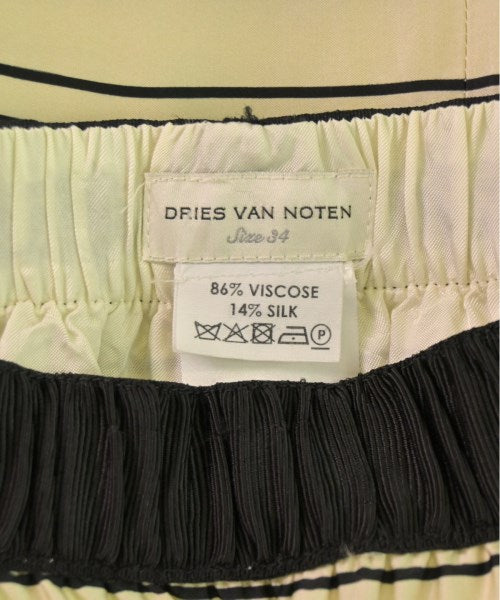 DRIES VAN NOTEN
Size 34
86% VISCOSE
14% SILK
P